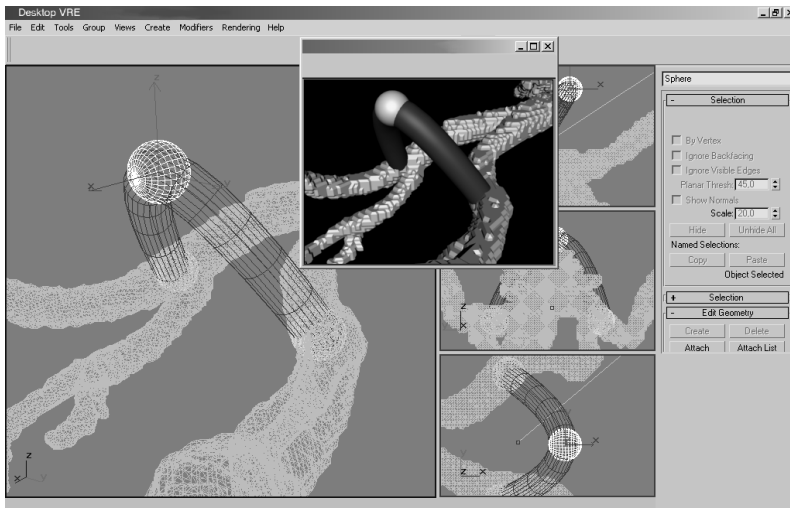 Desktop VRE
File Edit Tools Group Views Create Modifiers Rendering Help
Sphere
- Selection
By Vertex
Ignore Backfacing
Ignore Visible Edges
Planar Thresh: 45.0
Show Normals
Scale: 20.0
Hide Unhide All
Named Selections:
Copy Paste
Object Selected
+ Selection
- Edit Geometry
Create Delete
Attach Attach List
z
x
y
x
z
x
x
y
z x
z
x y